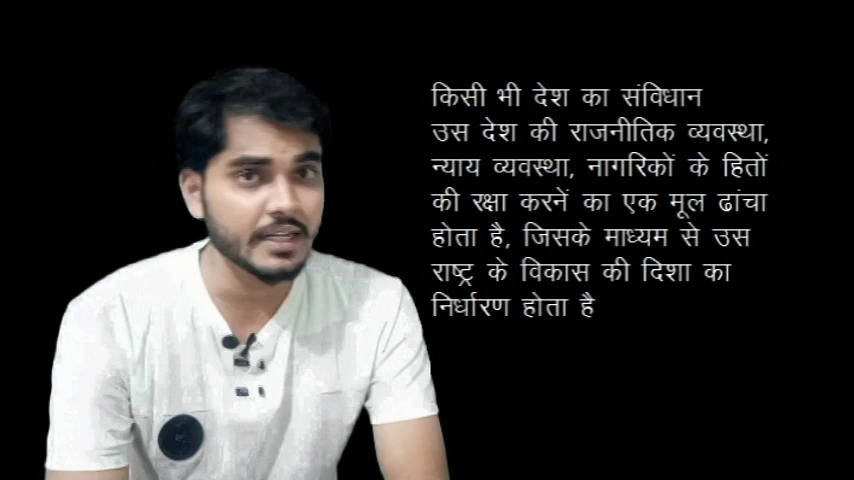 किसी भी देश का संविधान
उस देश की राजनीतिक व्यवस्था,
न्याय व्यवस्था, नागरिकों के हितों
की रक्षा करनें का एक मूल ढांचा
होता है, जिसके माध्यम से उस
राष्ट्र के विकास की दिशा का
निर्धारण होता है